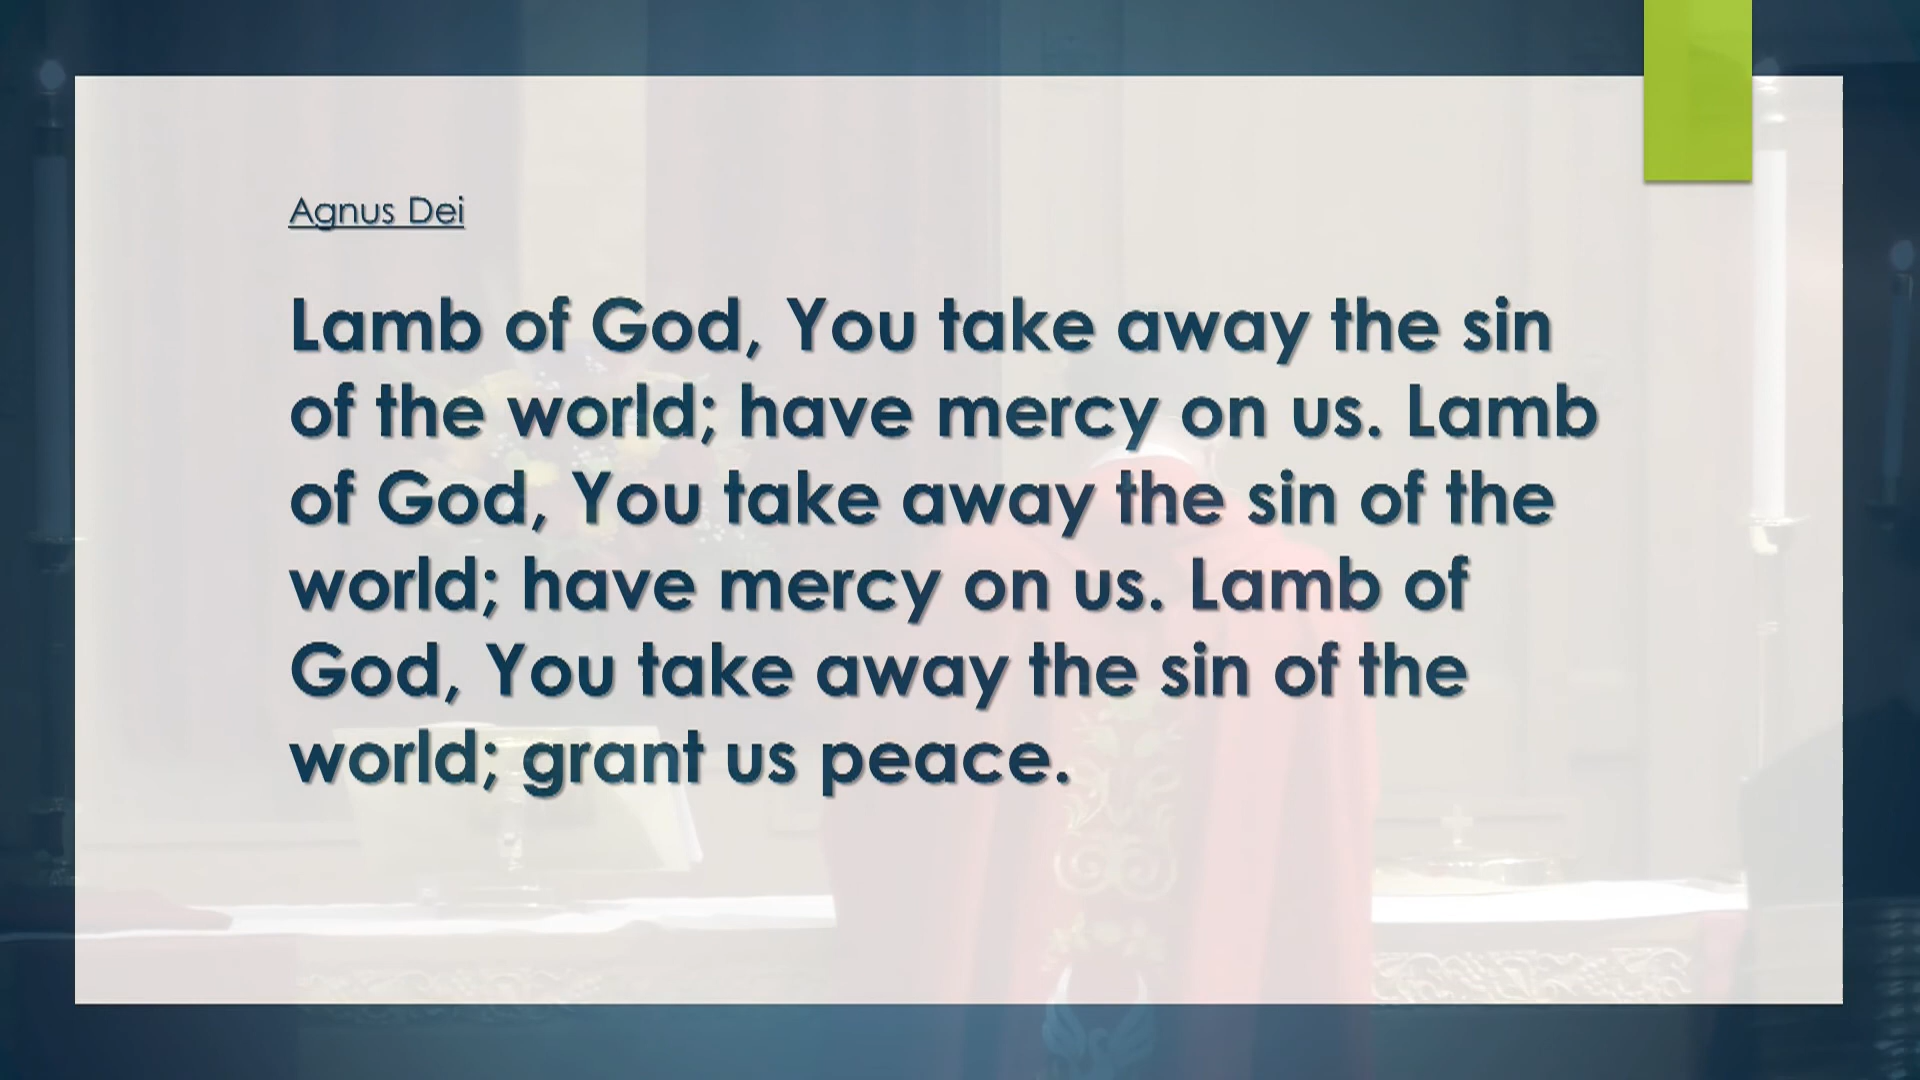 Agnus Dei
Lamb of God, You take away the sin
of the world; have mercy on us. Lamb
of God, You take away the sin of the
world; have mercy on us. Lamb of
God, You take away the sin of the
world; grant us peace.